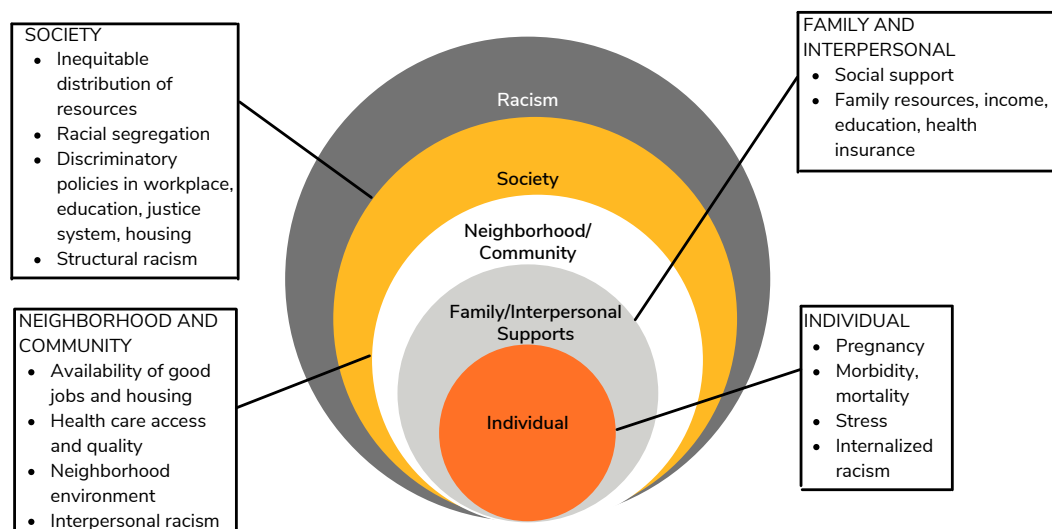 SOCIETY
• Inequitable
distribution of
resources
• Racial segregation
• Discriminatory
policies in workplace,
education, justice
system, housing
• Structural racism
NEIGHBORHOOD AND
COMMUNITY
• Availability of good
jobs and housing
• Health care access
and quality
• Neighborhood
environment
• Interpersonal racism
Racism
Society
Neighborhood/
Community
Family/Interpersonal
Supports
Individual
FAMILY AND
INTERPERSONAL
• Social support
• Family resources, income,
education, health
insurance
INDIVIDUAL
• Pregnancy
• Morbidity,
mortality
• Stress
• Internalized
racism